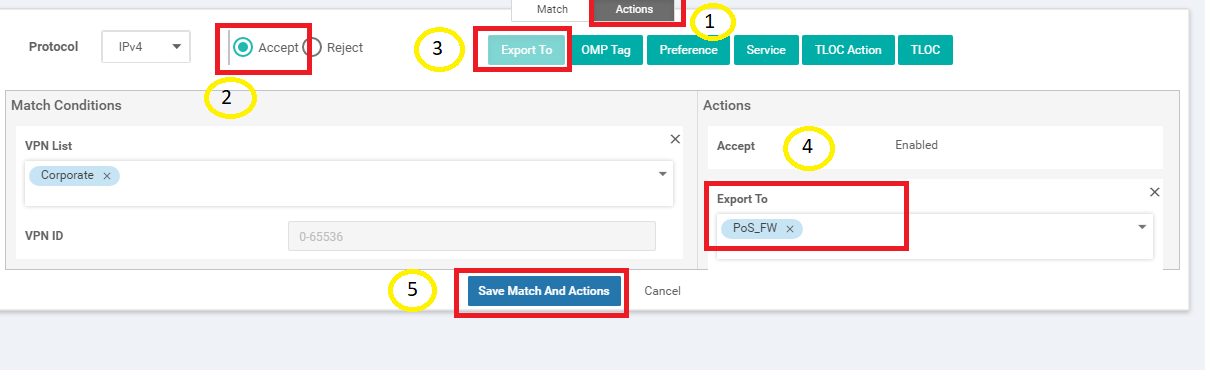 Match Actions 1
Protocol IPv4 Accept Reject 3 Export To OMP Tag Preference Service TLOC Action TLOC
2
Match Conditions
VPN List
Corporate ×
VPN ID 0-65536
Actions
Accept 4 Enabled
Export To
PoS_FW ×
5 Save Match And Actions Cancel